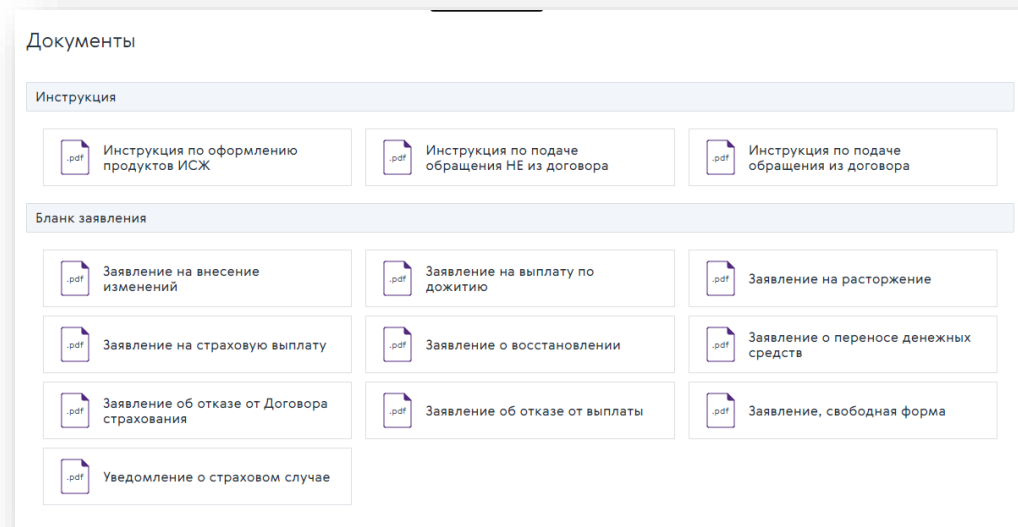 Документы
Инструкция
.pdf
Инструкция по оформлению
продуктов ИСЖ
.pdf
Инструкция по подаче
обращения НЕ из договора
.pdf
Инструкция по подаче
обращения из договора
Бланк заявления
.pdf
Заявление на внесение
изменений
.pdf
Заявление на выплату по
дожитию
.pdf
Заявление на расторжение
.pdf
Заявление на страховую выплату
.pdf
Заявление о восстановлении
.pdf
Заявление о переносе денежных
средств
.pdf
Заявление об отказе от Договора
страхования
.pdf
Заявление об отказе от выплаты
.pdf
Заявление, свободная форма
.pdf
Уведомление о страховом случае